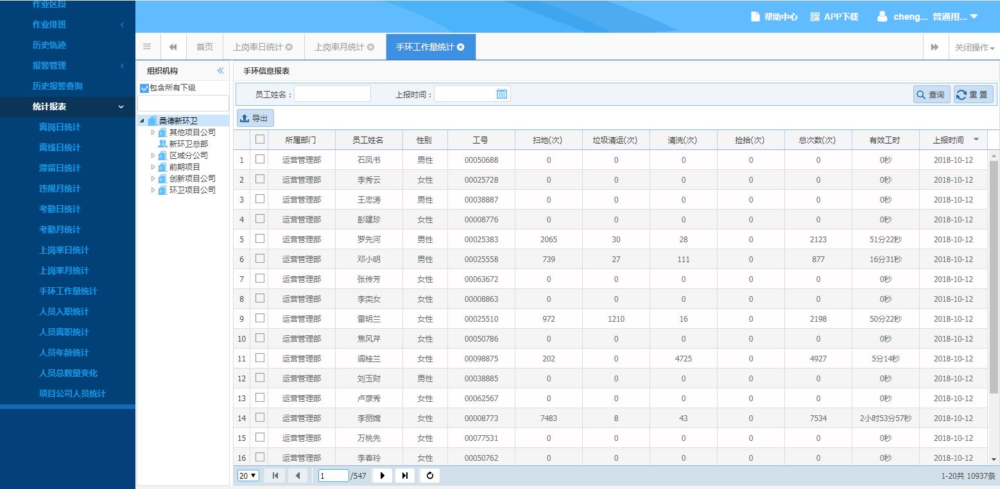 作业区段
作业排班
历史轨迹
报警管理
历史报警查询
统计报表
离岗日统计
离线日统计
滞留日统计
违规月统计
考勤日统计
考勤月统计
上岗率日统计
上岗率月统计
手环工作量统计
人员入职统计
人员离职统计
人员年龄统计
人员总数量变化
项目公司人员统计
帮助中心 APP下载 cheng... 普通用...
首页 上岗率日统计 上岗率月统计 手环工作量统计 关闭操作
组织机构
包含所有下级
桑德新环卫
其他项目公司
新环卫总部
区域分公司
前期项目
创新项目公司
环卫项目公司
手环信息报表
员工姓名： 上报时间： 查询 重置
导出
所属部门 员工姓名 性别 工号 扫地(次) 垃圾清运(次) 清洗(次) 捡拾(次) 总次数(次) 有效工时 上报时间
1 运营管理部 石凤书 男性 00050688 0 0 0 0 0 0秒 2018-10-12
2 运营管理部 李秀云 女性 00025728 0 0 0 0 0 0秒 2018-10-12
3 运营管理部 王忠涛 男性 00038887 0 0 0 0 0 0秒 2018-10-12
4 运营管理部 彭建珍 女性 00008776 0 0 0 0 0 0秒 2018-10-12
5 运营管理部 罗先河 男性 00025383 2065 30 28 0 2123 51分22秒 2018-10-12
6 运营管理部 邓小明 男性 00025558 739 27 111 0 877 16分31秒 2018-10-12
7 运营管理部 张传芳 女性 00063672 0 0 0 0 0 0秒 2018-10-12
8 运营管理部 李奕女 女性 00008863 0 0 0 0 0 0秒 2018-10-12
9 运营管理部 雷明兰 女性 00025510 972 1210 16 0 2198 50分22秒 2018-10-12
10 运营管理部 焦风芹 女性 00050786 0 0 0 0 0 0秒 2018-10-12
11 运营管理部 阎桂兰 女性 00098875 202 0 4725 0 4927 5分14秒 2018-10-12
12 运营管理部 刘玉财 男性 00038885 0 0 0 0 0 0秒 2018-10-12
13 运营管理部 卢彦秀 女性 00062567 0 0 0 0 0 0秒 2018-10-12
14 运营管理部 李丽嫦 女性 00008773 7483 8 43 0 7534 2小时53分57秒 2018-10-12
15 运营管理部 万桃先 女性 00077531 0 0 0 0 0 0秒 2018-10-12
16 运营管理部 李春玲 女性 00050762 0 0 0 0 0 0秒 2018-10-12
20 1 /547 1-20共 10937条